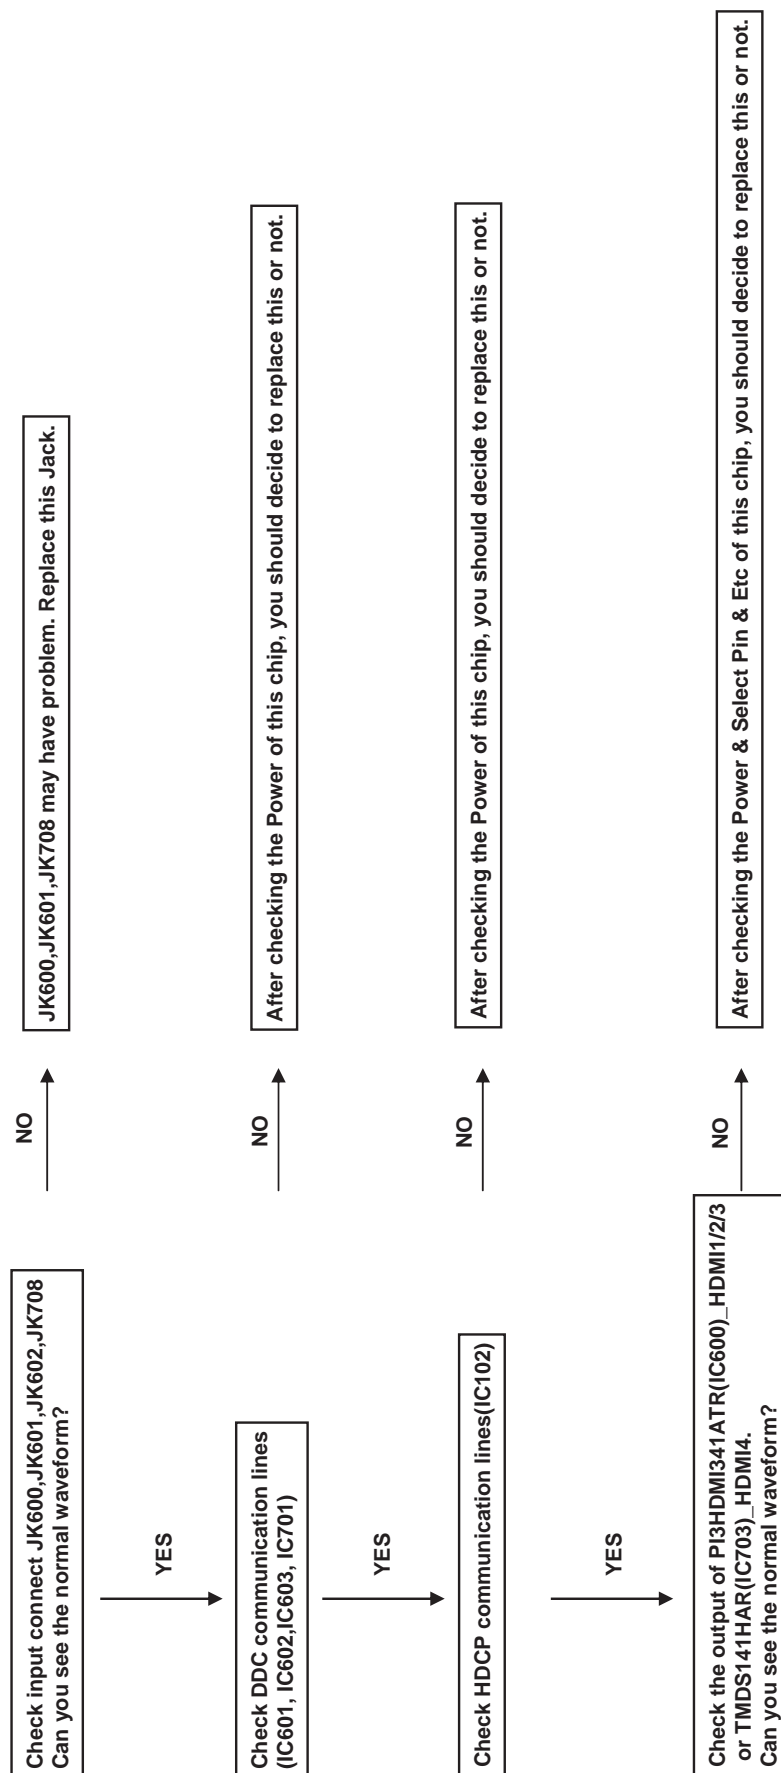 Check input connect JK600,JK601,JK602,JK708
Can you see the normal waveform?
NO
JK600,JK601,JK708 may have problem. Replace this Jack.
YES
Check DDC communication lines
(IC601, IC602,IC603, IC701)
NO
After checking the Power of this chip, you should decide to replace this or not.
YES
Check HDCP communication lines(IC102)
NO
After checking the Power of this chip, you should decide to replace this or not.
YES
Check the output of PI3HDMI341ATR(IC600)_HDMI1/2/3
or TMDS141HAR(IC703)_HDMI4.
Can you see the normal waveform?
NO
After checking the Power & Select Pin & Etc of this chip, you should decide to replace this or not.